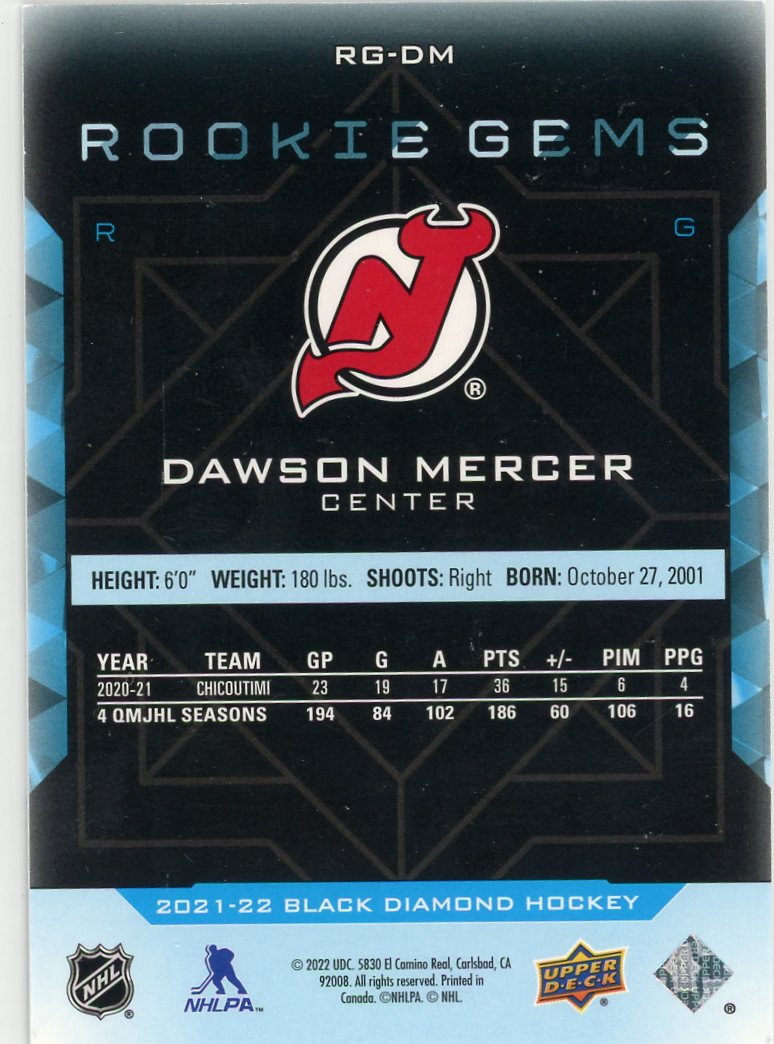 RG-DM
ROOKIE GEMS
R G
NJ
®
DAWSON MERCER
CENTER
HEIGHT: 6'0" WEIGHT: 180 lbs. SHOOTS: Right BORN: October 27, 2001
YEAR TEAM GP G A PTS +/- PIM PPG
2020-21 CHICOUTIMI 23 19 17 36 15 6 4
4 QMJHL SEASONS 194 84 102 186 60 106 16
2021-22 BLACK DIAMOND HOCKEY
NHL ®
NHLPA™
© 2022 UDC. 5830 El Camino Real, Carlsbad, CA
92008. All rights reserved. Printed in
Canada. ©NHLPA. © NHL.
UPPER
D·E·C·K ®
®